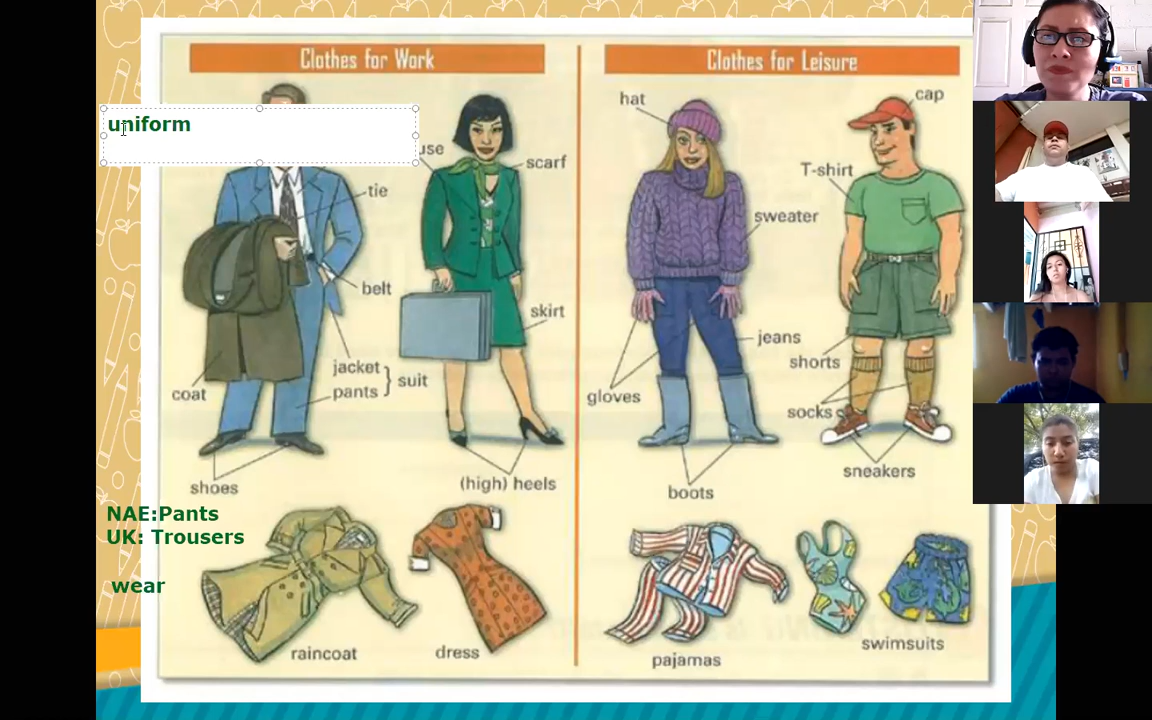 Clothes for Work
Clothes for Leisure
uniform
use
scarf
tie
belt
skirt
jacket
pants
suit
coat
shoes
(high) heels
hat
cap
T-shirt
sweater
jeans
shorts
gloves
socks
sneakers
boots
NAE:Pants
UK: Trousers
wear
raincoat
dress
pajamas
swimsuits